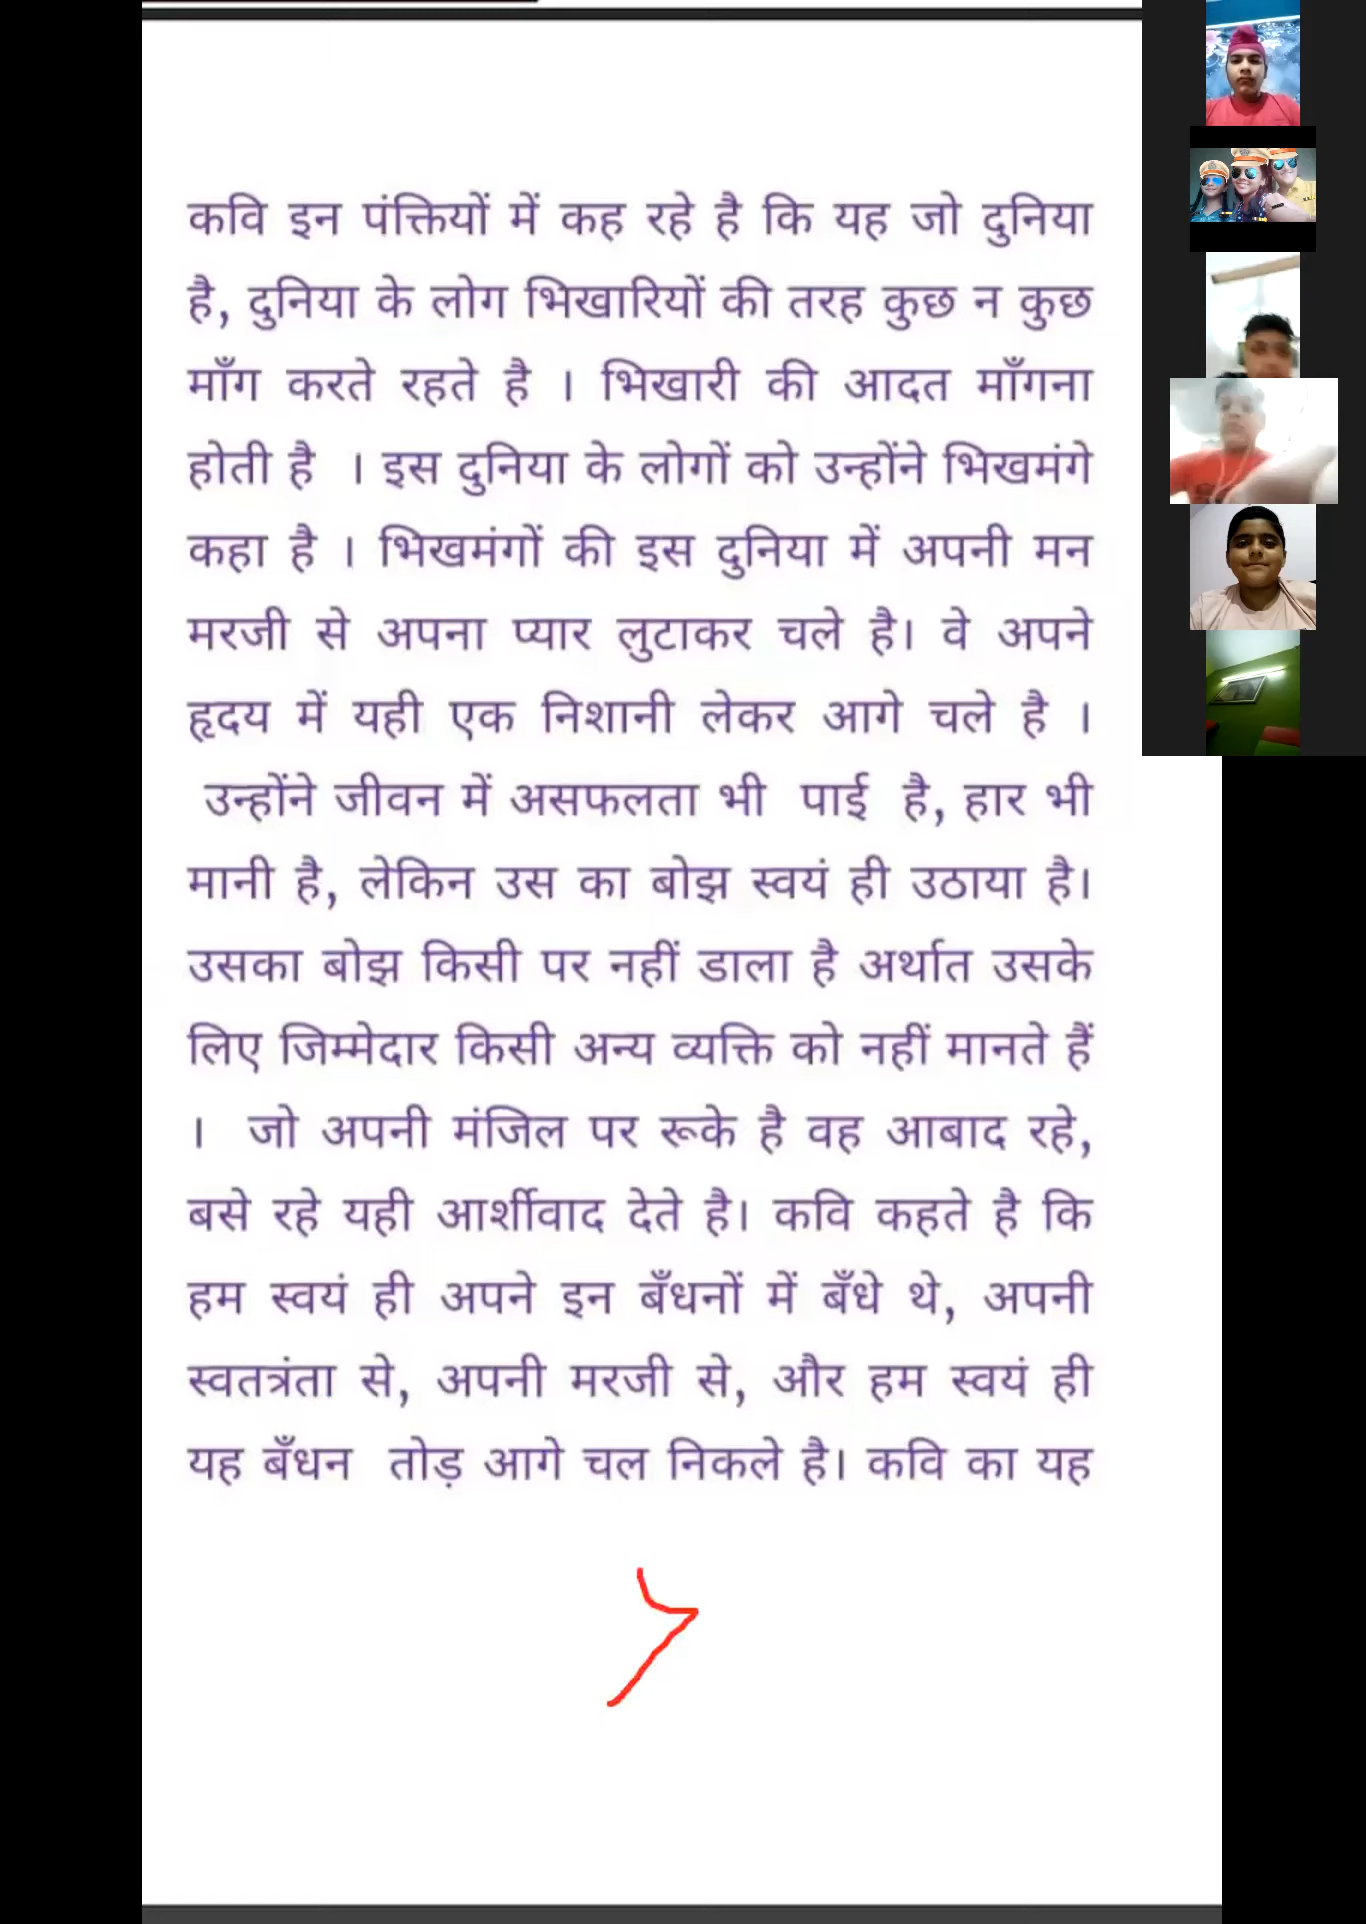 कवि इन पंक्तियों में कह रहे है कि यह जो दुनिया
है, दुनिया के लोग भिखारियों की तरह कुछ न कुछ
माँग करते रहते है । भिखारी की आदत माँगना
होती है । इस दुनिया के लोगों को उन्होंने भिखमंगे
कहा है । भिखमंगों की इस दुनिया में अपनी मन
मरजी से अपना प्यार लुटाकर चले है। वे अपने
हृदय में यही एक निशानी लेकर आगे चले है ।
उन्होंने जीवन में असफलता भी पाई है, हार भी
मानी है, लेकिन उस का बोझ स्वयं ही उठाया है।
उसका बोझ किसी पर नहीं डाला है अर्थात उसके
लिए जिम्मेदार किसी अन्य व्यक्ति को नहीं मानते हैं
। जो अपनी मंजिल पर रूके है वह आबाद रहे,
बसे रहे यही आर्शीवाद देते है। कवि कहते है कि
हम स्वयं ही अपने इन बँधनों में बँधे थे, अपनी
स्वतत्रंता से, अपनी मरजी से, और हम स्वयं ही
यह बँधन तोड़ आगे चल निकले है। कवि का यह